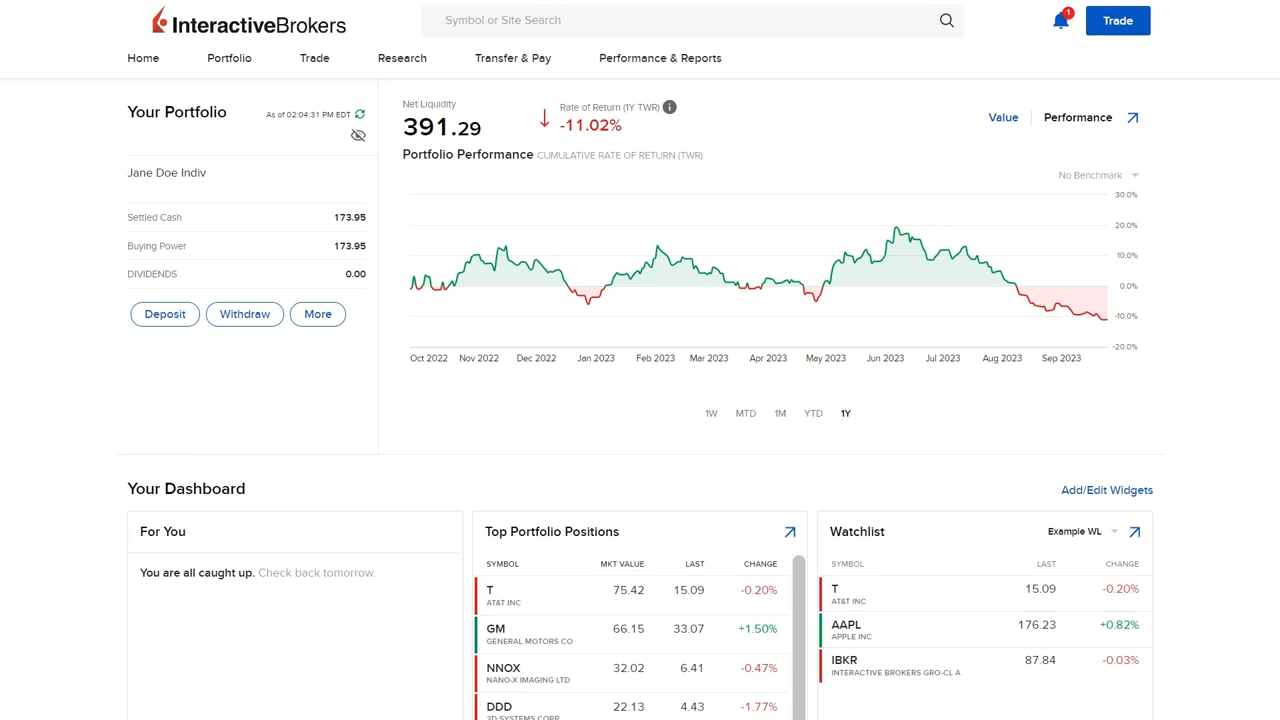 InteractiveBrokers
Symbol or Site Search
1
Trade
Home Portfolio Trade Research Transfer & Pay Performance & Reports
Your Portfolio
As of 02:04:31 PM EDT
Jane Doe Indiv
Settled Cash 173.95
Buying Power 173.95
DIVIDENDS 0.00
Deposit Withdraw More
Net Liquidity
391.29
Rate of Return (1Y TWR) i
-11.02%
Value Performance
Portfolio Performance CUMULATIVE RATE OF RETURN (TWR)
No Benchmark
30.0%
20.0%
10.0%
0.0%
-10.0%
-20.0%
Oct 2022 Nov 2022 Dec 2022 Jan 2023 Feb 2023 Mar 2023 Apr 2023 May 2023 Jun 2023 Jul 2023 Aug 2023 Sep 2023
1W MTD 1M YTD 1Y
Your Dashboard
Add/Edit Widgets
For You
You are all caught up. Check back tomorrow.
Top Portfolio Positions
SYMBOL MKT VALUE LAST CHANGE
T 75.42 15.09 -0.20%
AT&T INC
GM 66.15 33.07 +1.50%
GENERAL MOTORS CO
NNOX 32.02 6.41 -0.47%
NANO-X IMAGING LTD
DDD 22.13 4.43 -1.77%
3D SYSTEMS CORP
Watchlist
Example WL
SYMBOL LAST CHANGE
T 15.09 -0.20%
AT&T INC
AAPL 176.23 +0.82%
APPLE INC
IBKR 87.84 -0.03%
INTERACTIVE BROKERS GRO-CL A